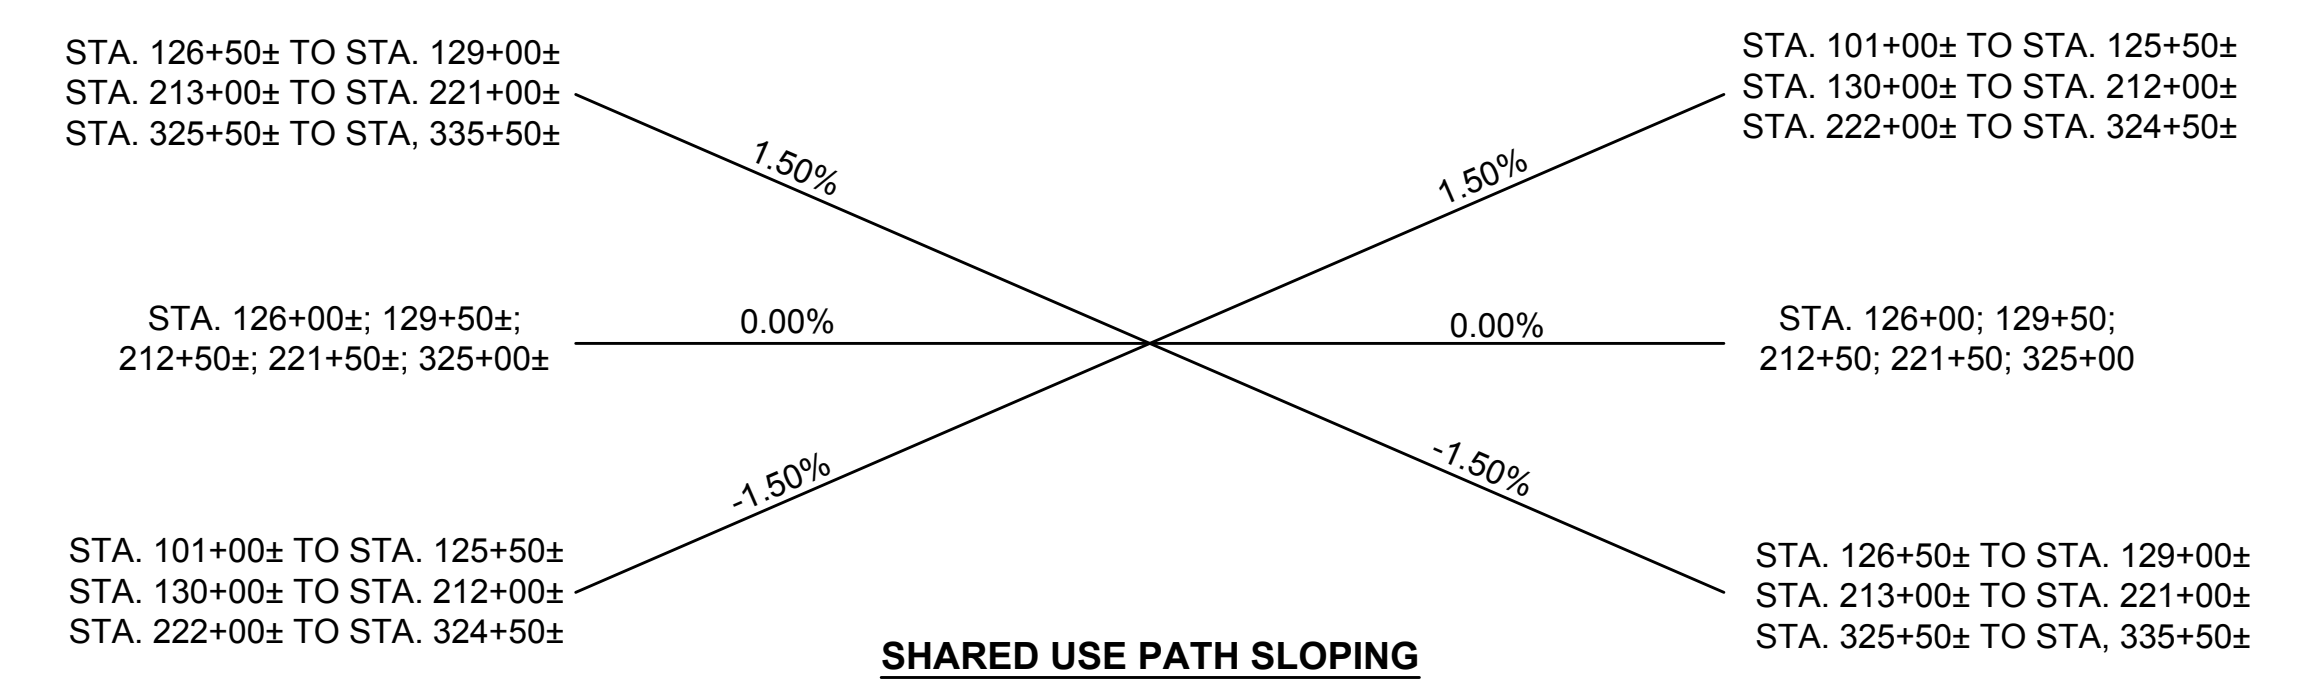 STA. 126+50± TO STA. 129+00±
STA. 213+00± TO STA. 221+00±
STA. 325+50± TO STA, 335+50±
1.50%
STA. 101+00± TO STA. 125+50±
STA. 130+00± TO STA. 212+00±
STA. 222+00± TO STA. 324+50±
1.50%
STA. 126+00±; 129+50±;
212+50±; 221+50±; 325+00±
0.00%
0.00%
STA. 126+00; 129+50;
212+50; 221+50; 325+00
-1.50%
STA. 101+00± TO STA. 125+50±
STA. 130+00± TO STA. 212+00±
STA. 222+00± TO STA. 324+50±
-1.50%
STA. 126+50± TO STA. 129+00±
STA. 213+00± TO STA. 221+00±
STA. 325+50± TO STA, 335+50±
SHARED USE PATH SLOPING